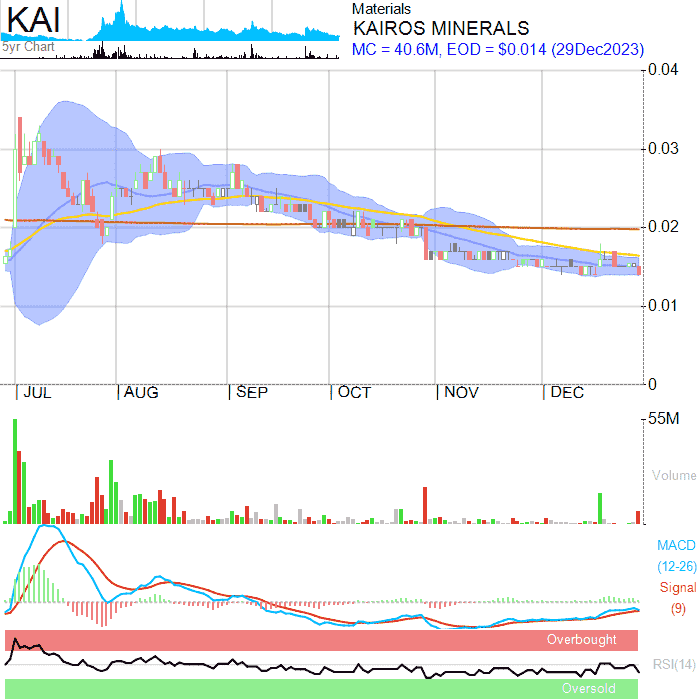 KAI
5yr Chart
Materials
KAIROS MINERALS
MC = 40.6M, EOD = $0.014 (29Dec2023)
0.04
0.03
0.02
0.01
0
JUL AUG SEP OCT NOV DEC
55M
Volume
MACD
(12-26)
Signal
(9)
Overbought
RSI(14)
Oversold